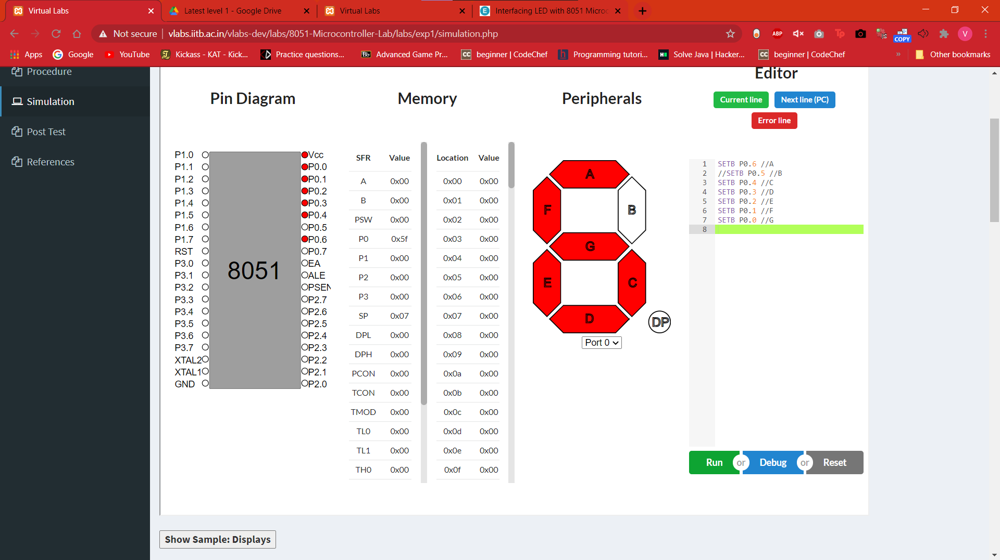 Virtual Labs
Latest level 1 - Google Drive
Virtual Labs
Interfacing LED with 8051 Microc
Not secure
vlabs.iitb.ac.in/vlabs-dev/labs/8051-Microcontroller-Lab/labs/exp1/simulation.php
ABP
Tp
COPY
V
Apps
Google
YouTube
Kickass - KAT - Kick...
Practice questions...
Bb
Advanced Game Pr...
CC
beginner | CodeChef
h
Programming tutori...
Solve Java | Hacker...
CC
beginner | CodeChef
»
Other bookmarks
Procedure
Simulation
Post Test
References
Pin Diagram
P1.0
P1.1
P1.2
P1.3
P1.4
P1.5
P1.6
P1.7
RST
P3.0
P3.1
P3.2
P3.3
P3.4
P3.5
P3.6
P3.7
XTAL2
XTAL1
GND
8051
Vcc
P0.0
P0.1
P0.2
P0.3
P0.4
P0.5
P0.6
P0.7
EA
ALE
PSEN
P2.7
P2.6
P2.5
P2.4
P2.3
P2.2
P2.1
P2.0
Memory
SFR Value
A 0x00
B 0x00
PSW 0x00
P0 0x5f
P1 0x00
P2 0x00
P3 0x00
SP 0x07
DPL 0x00
DPH 0x00
PCON 0x00
TCON 0x00
TMOD 0x00
TL0 0x00
TL1 0x00
TH0 0x00
Location Value
0x00 0x00
0x01 0x00
0x02 0x00
0x03 0x00
0x04 0x00
0x05 0x00
0x06 0x00
0x07 0x00
0x08 0x00
0x09 0x00
0x0a 0x00
0x0b 0x00
0x0c 0x00
0x0d 0x00
0x0e 0x00
0x0f 0x00
Peripherals
A
F
B
G
E
C
D
DP
Port 0
Editor
Current line
Next line (PC)
Error line
1 SETB P0.6 //A
2 //SETB P0.5 //B
3 SETB P0.4 //C
4 SETB P0.3 //D
5 SETB P0.2 //E
6 SETB P0.1 //F
7 SETB P0.0 //G
8
Run or Debug or Reset
Show Sample: Displays